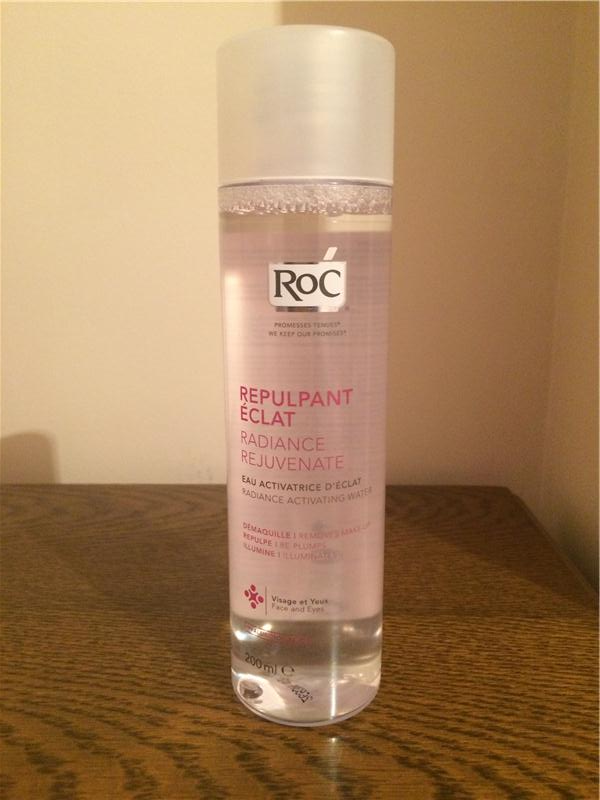 RoC
PROMESSES TENUES®
WE KEEP OUR PROMISES®
REPULPANT
ÉCLAT
RADIANCE
REJUVENATE
EAU ACTIVATRICE D'ÉCLAT
RADIANCE ACTIVATING WATER
DÉMAQUILLE | REMOVES MAKE-UP
REPULPE | RE-PLUMPS
ILLUMINE | ILLUMINATES
Visage et Yeux
Face and Eyes
200 ml ℮